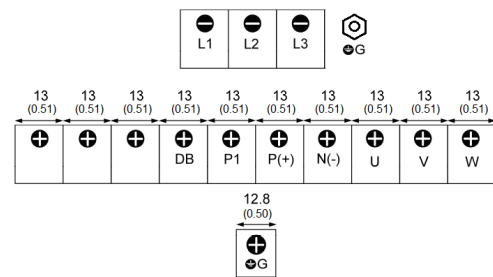 L1 L2 L3
G
13 13 13 13 13 13 13 13 13 13
(0.51) (0.51) (0.51) (0.51) (0.51) (0.51) (0.51) (0.51) (0.51) (0.51)
DB P1 P(+) N(-) U V W
12.8
(0.50)
G